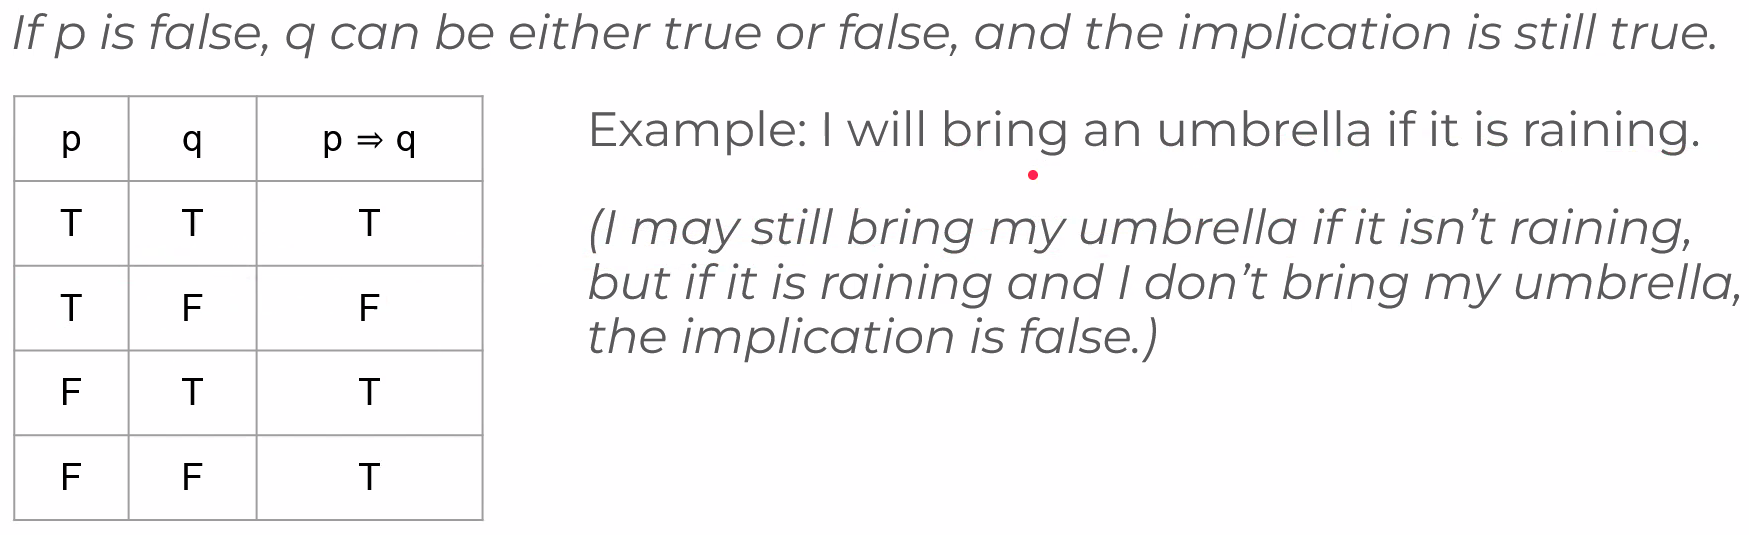 If p is false, q can be either true or false, and the implication is still true.
p q p ⇒ q
T T T
T F F
F T T
F F T
Example: I will bring an umbrella if it is raining.
(I may still bring my umbrella if it isn’t raining,
but if it is raining and I don’t bring my umbrella,
the implication is false.)